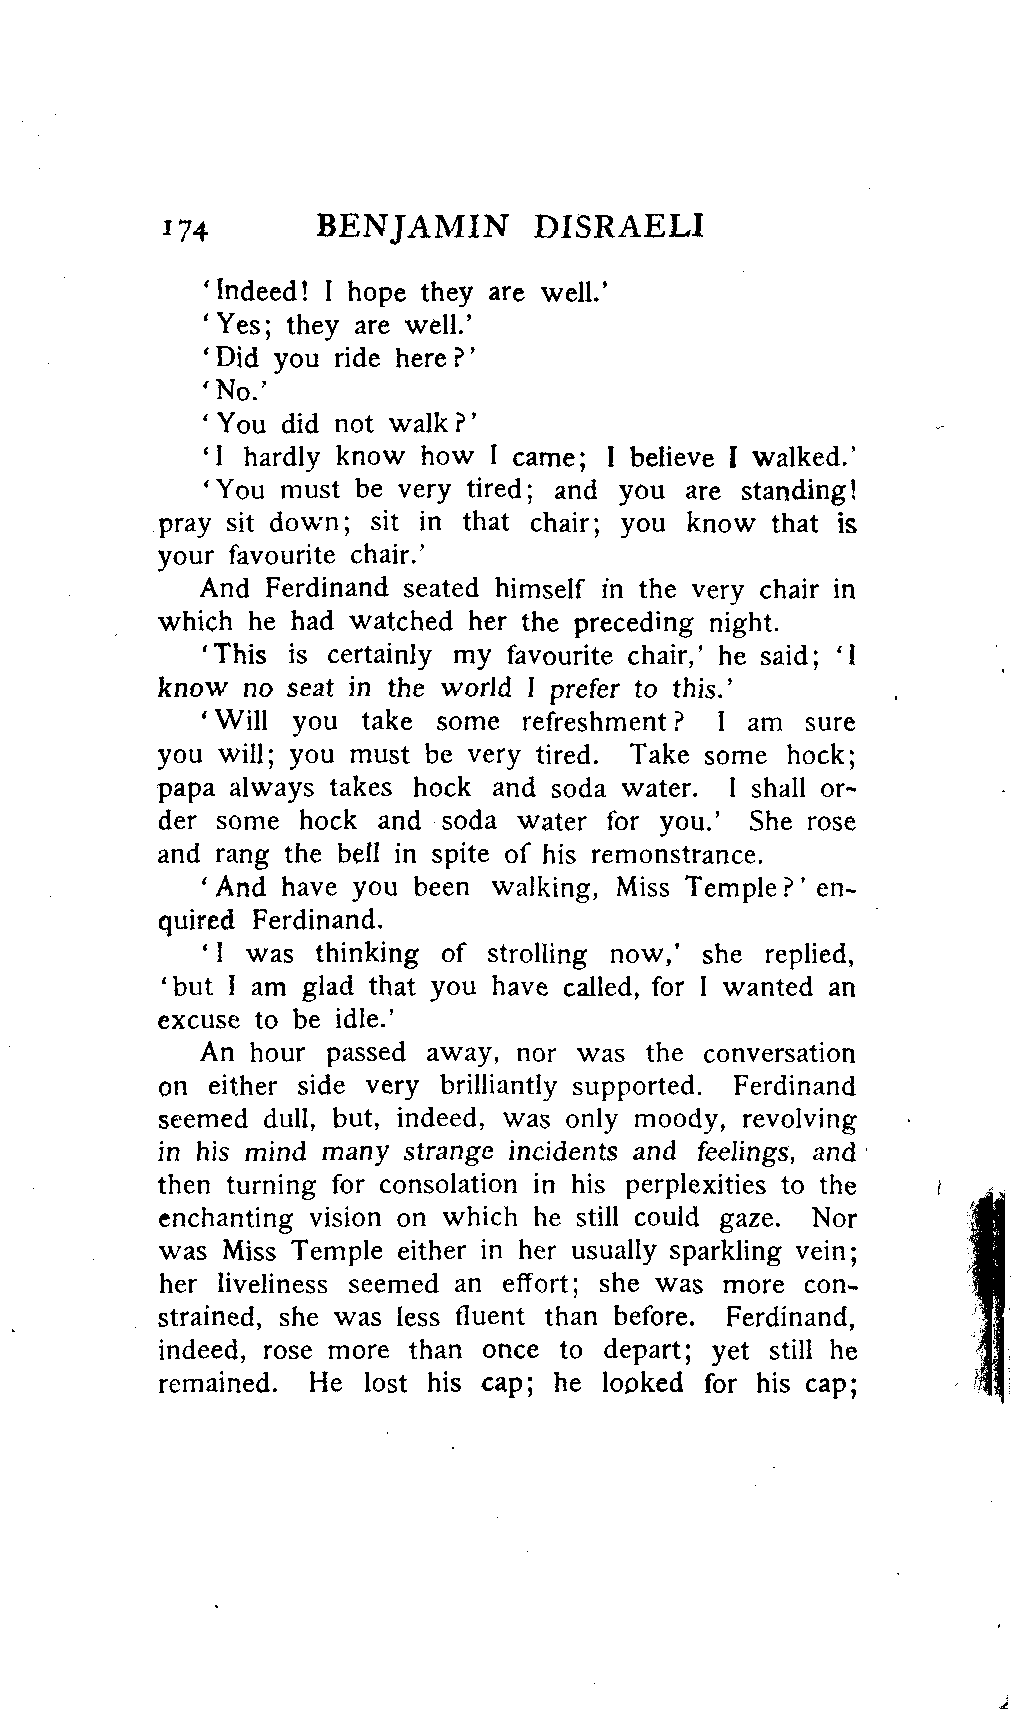 174 BENJAMIN DISRAELI
'Indeed! I hope they are well.'
'Yes; they are well.'
'Did you ride here?'
'No.'
'You did not walk?'
'I hardly know how I came; I believe I walked.'
'You must be very tired; and you are standing!
pray sit down; sit in that chair; you know that is
your favourite chair.'
And Ferdinand seated himself in the very chair in
which he had watched her the preceding night.
'This is certainly my favourite chair,' he said; 'I
know no seat in the world I prefer to this.'
'Will you take some refreshment? I am sure
you will; you must be very tired. Take some hock;
papa always takes hock and soda water. I shall or-
der some hock and soda water for you.' She rose
and rang the bell in spite of his remonstrance.
'And have you been walking, Miss Temple?' en-
quired Ferdinand.
'I was thinking of strolling now,' she replied,
'but I am glad that you have called, for I wanted an
excuse to be idle.'
An hour passed away, nor was the conversation
on either side very brilliantly supported. Ferdinand
seemed dull, but, indeed, was only moody, revolving
in his mind many strange incidents and feelings, and
then turning for consolation in his perplexities to the
enchanting vision on which he still could gaze. Nor
was Miss Temple either in her usually sparkling vein;
her liveliness seemed an effort; she was more con-
strained, she was less fluent than before. Ferdinand,
indeed, rose more than once to depart; yet still he
remained. He lost his cap; he looked for his cap;